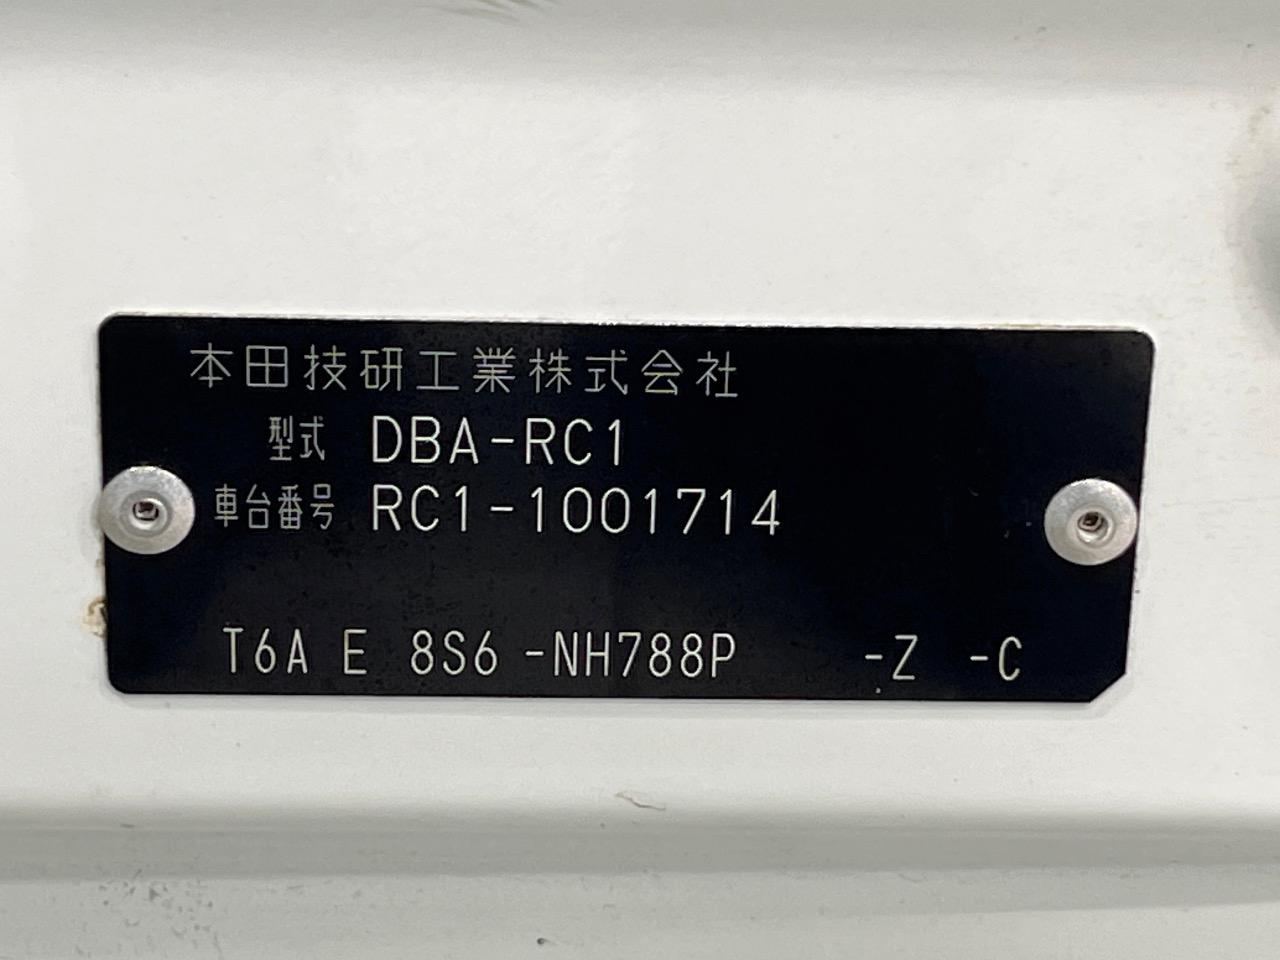 本田技研工業株式会社
型式 DBA-RC1
車台番号 RC1-1001714
T6A E 8S6 -NH788P -Z -C